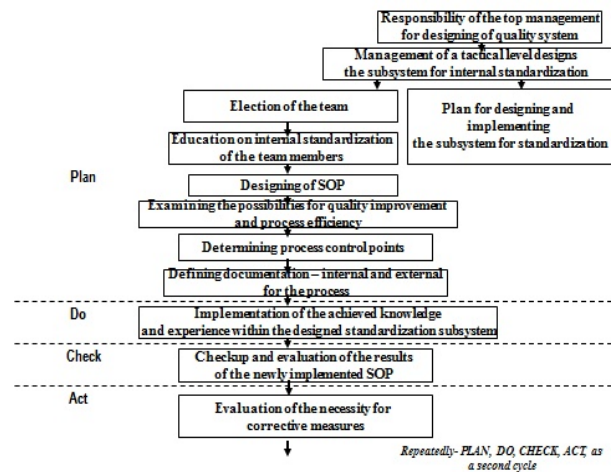 Responsibility of the top management
for designing of quality system
Management of a tactical level designs
the subsystem for internal standardization
Election of the team
Plan for designing and
implementing
the subsystem for standardization
Education on internal standardization
of the team members
Plan
Designing of SOP
Examining the possibilities for quality improvement
and process efficiency
Determining process control points
Defining documentation – internal and external
for the process
Do
Implementation of the achieved knowledge
and experience within the designed standardization subsystem
Check
Checkup and evaluation of the results
of the newly implemented SOP
Act
Evaluation of the necessity for
corrective measures
Repeatedly- PLAN, DO, CHECK, ACT, as
a second cycle